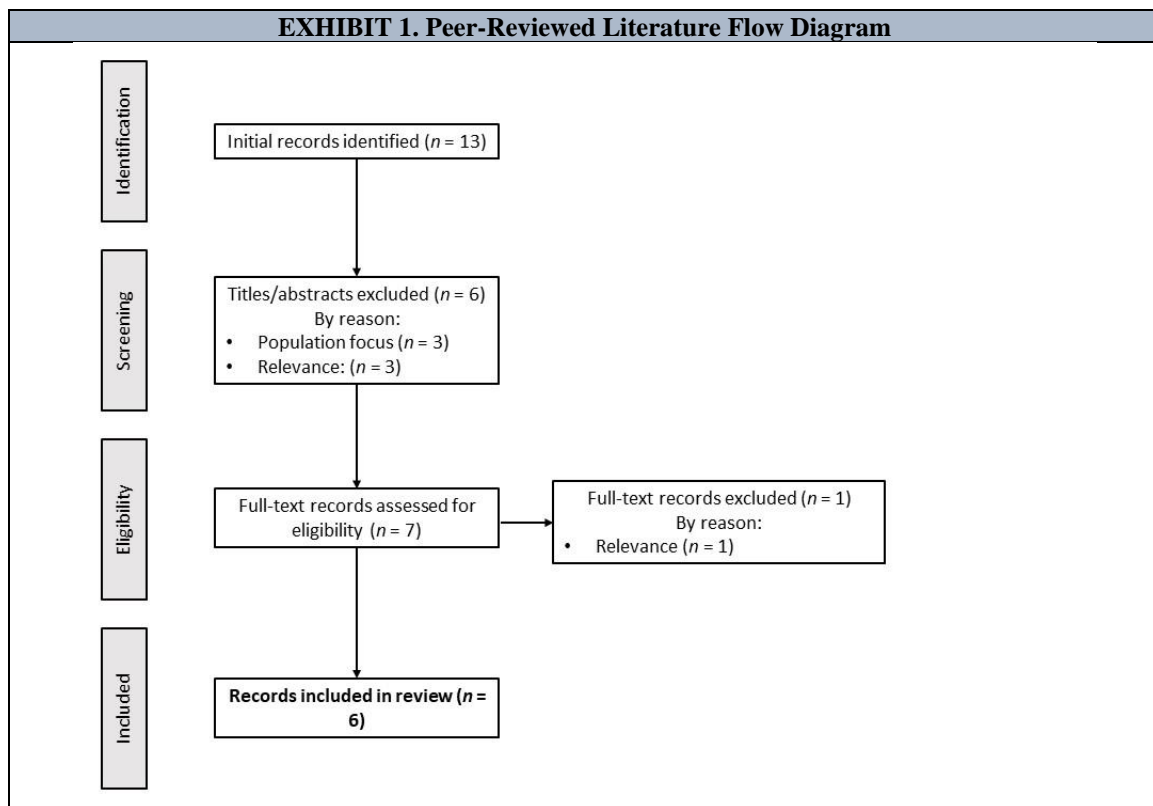 EXHIBIT 1. Peer-Reviewed Literature Flow Diagram
Identification
Initial records identified (n = 13)
Screening
Titles/abstracts excluded (n = 6)
By reason:
• Population focus (n = 3)
• Relevance: (n = 3)
Eligibility
Full-text records assessed for
eligibility (n = 7)
Full-text records excluded (n = 1)
By reason:
• Relevance (n = 1)
Included
Records included in review (n =
6)